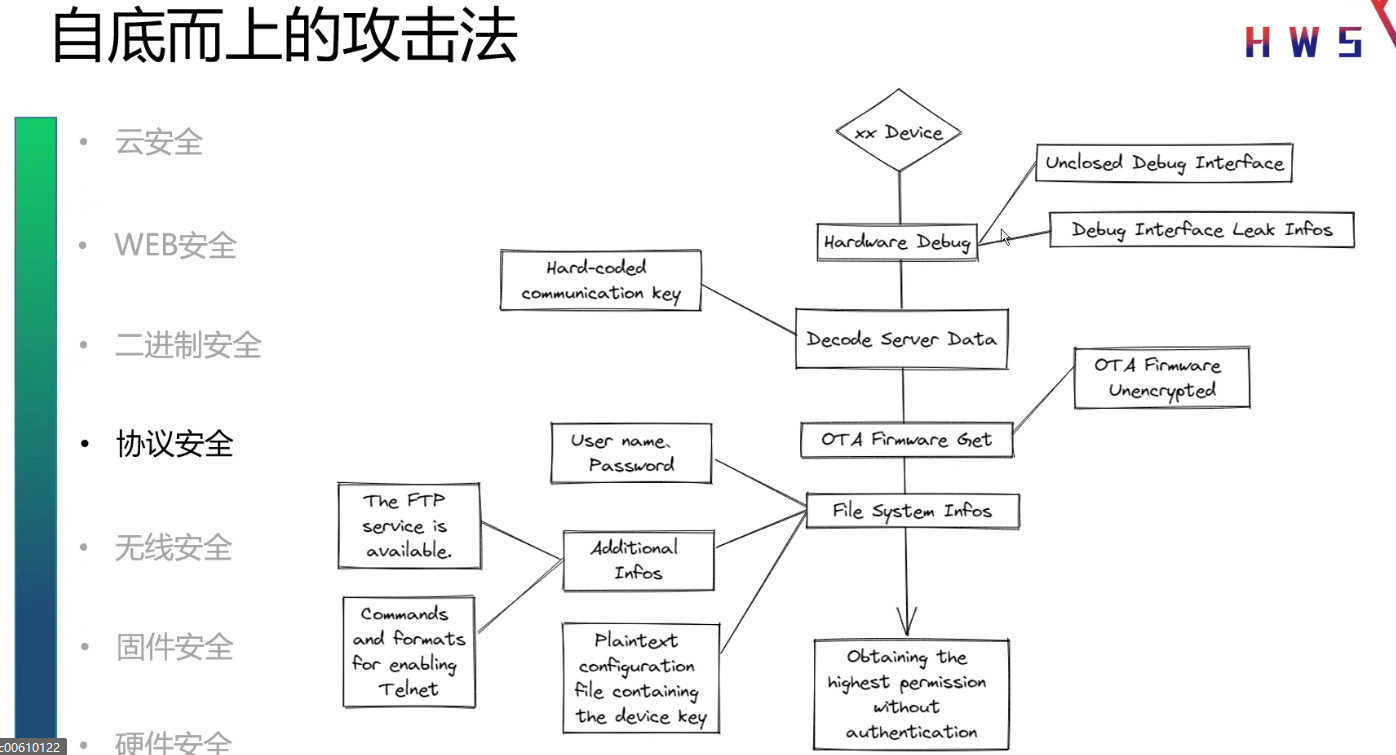 自底而上的攻击法
HWS
云安全
WEB安全
二进制安全
协议安全
无线安全
固件安全
硬件安全
c00610122
xx Device
Unclosed Debug Interface
Debug Interface Leak Infos
Hardware Debug
Hard-coded
communication key
Decode Server Data
OTA Firmware
Unencrypted
OTA Firmware Get
User name、
Password
File System Infos
The FTP
service is
available.
Additional
Infos
Commands
and formats
for enabling
Telnet
Plaintext
configuration
file containing
the device key
Obtaining the
highest permission
without
authentication